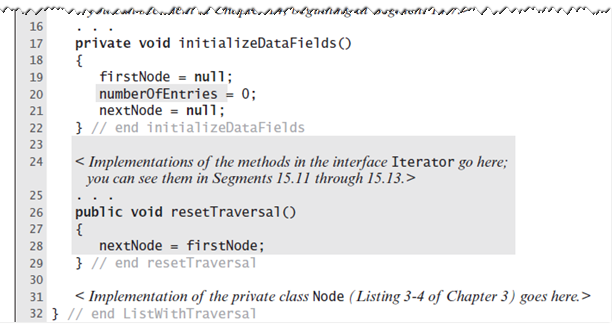 16 . . .
17 private void initializeDataFields()
18 {
19 firstNode = null;
20 numberOfEntries = 0;
21 nextNode = null;
22 } // end initializeDataFields
23
24 < Implementations of the methods in the interface Iterator go here;
you can see them in Segments 15.11 through 15.13.>
25 . . .
26 public void resetTraversal()
27 {
28 nextNode = firstNode;
29 } // end resetTraversal
30
31 < Implementation of the private class Node (Listing 3-4 of Chapter 3) goes here.>
32 } // end ListWithTraversal